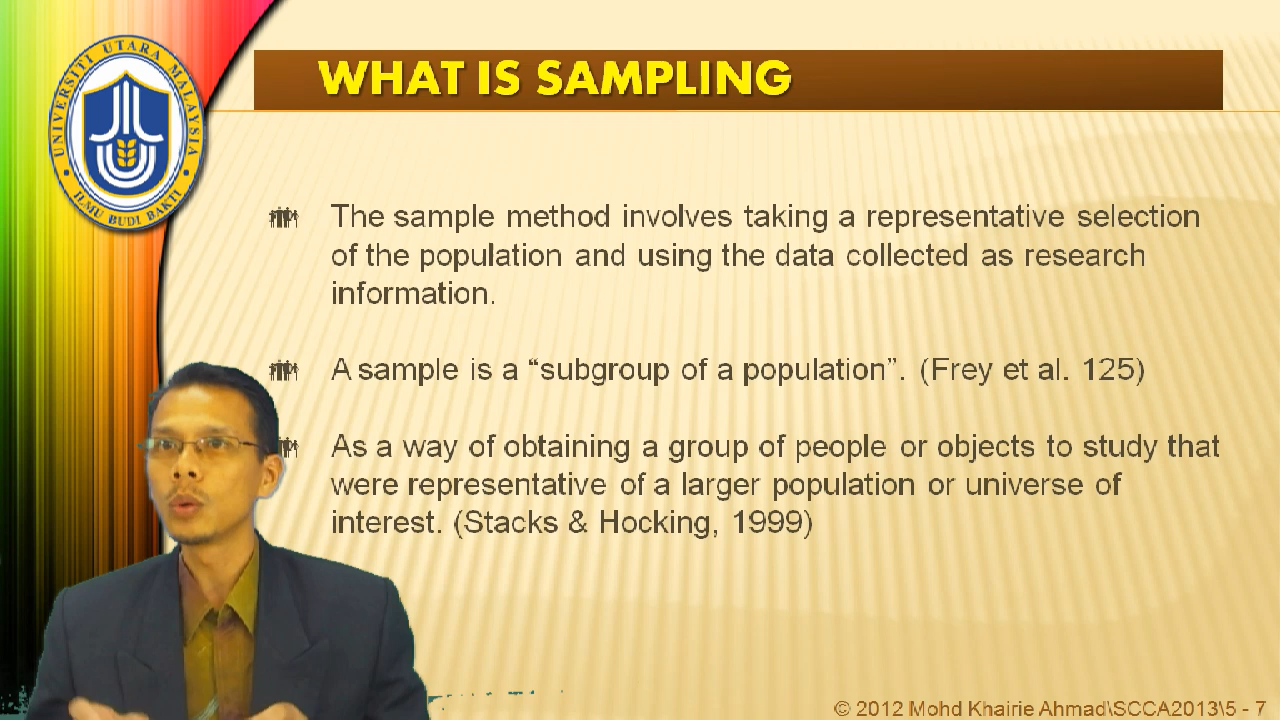 UNIVERSITI UTARA MALAYSIA
ILMU BUDI BAKTI
WHAT IS SAMPLING
The sample method involves taking a representative selection
of the population and using the data collected as research
information.
A sample is a “subgroup of a population”. (Frey et al. 125)
As a way of obtaining a group of people or objects to study that
were representative of a larger population or universe of
interest. (Stacks & Hocking, 1999)
© 2012 Mohd Khairie Ahmad\SCCA2013\5 - 7